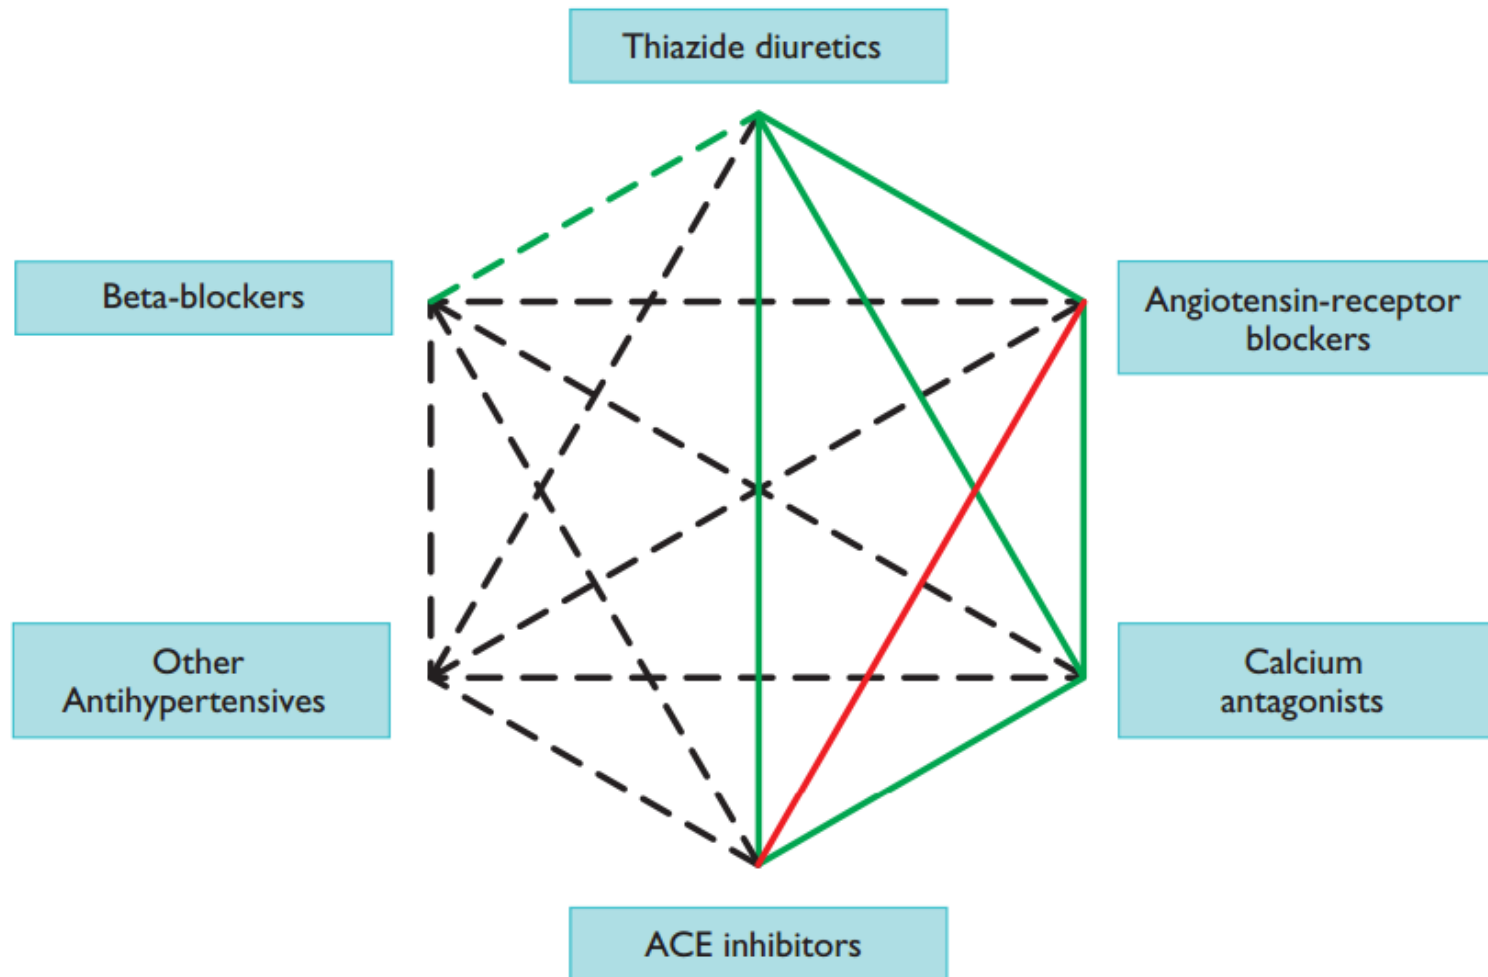 Thiazide diuretics
Beta-blockers
Angiotensin-receptor
blockers
Other
Antihypertensives
Calcium
antagonists
ACE inhibitors